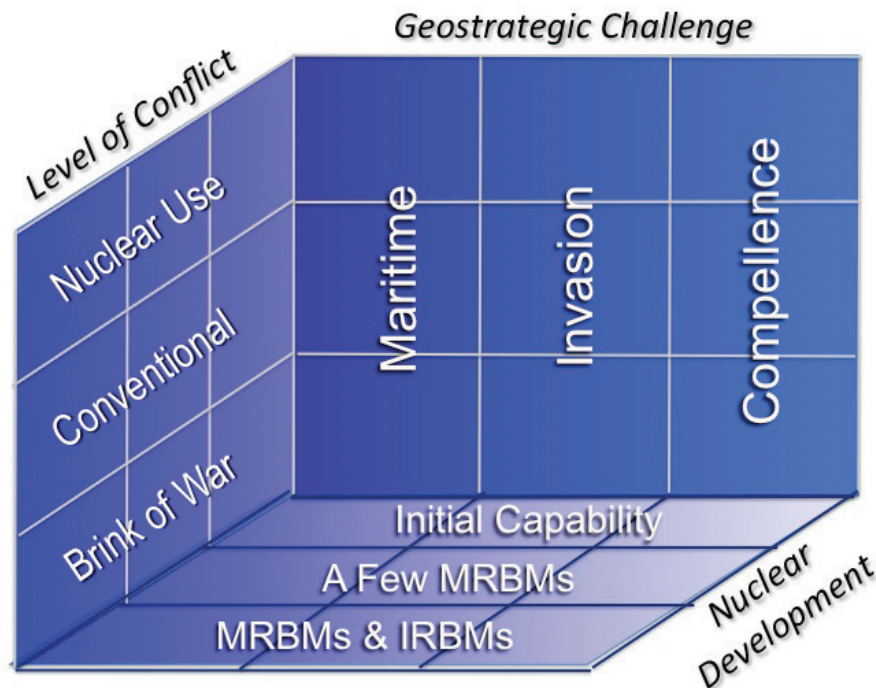 Geostrategic Challenge
Level of Conflict
Nuclear Use
Conventional
Brink of War
Maritime
Invasion
Compellence
Initial Capability
A Few MRBMs
MRBMs & IRBMs
Nuclear
Development